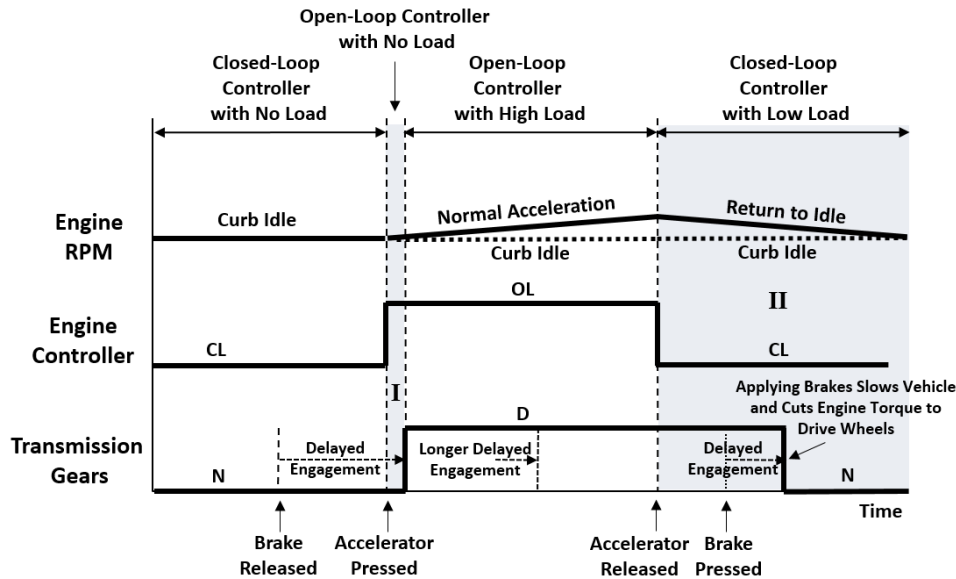 Open-Loop Controller
with No Load
Closed-Loop
Controller
with No Load
Open-Loop
Controller
with High Load
Closed-Loop
Controller
with Low Load
Engine
RPM
Curb Idle
Normal Acceleration
Curb Idle
Return to Idle
Curb Idle
Engine
Controller
CL
OL
II
CL
I
Applying Brakes Slows Vehicle
and Cuts Engine Torque to
Drive Wheels
Transmission
Gears
N
Delayed
Engagement
D
Longer Delayed
Engagement
Delayed
Engagement
N
Time
Brake
Released
Accelerator
Pressed
Accelerator
Released
Brake
Pressed